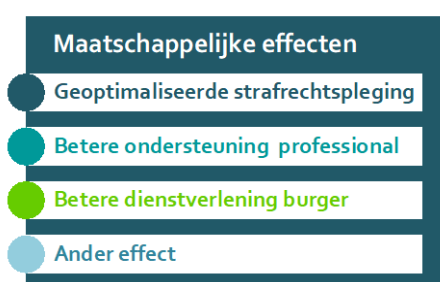 Maatschappelijke effecten
Geoptimaliseerde strafrechtspleging
Betere ondersteuning professional
Betere dienstverlening burger
Ander effect